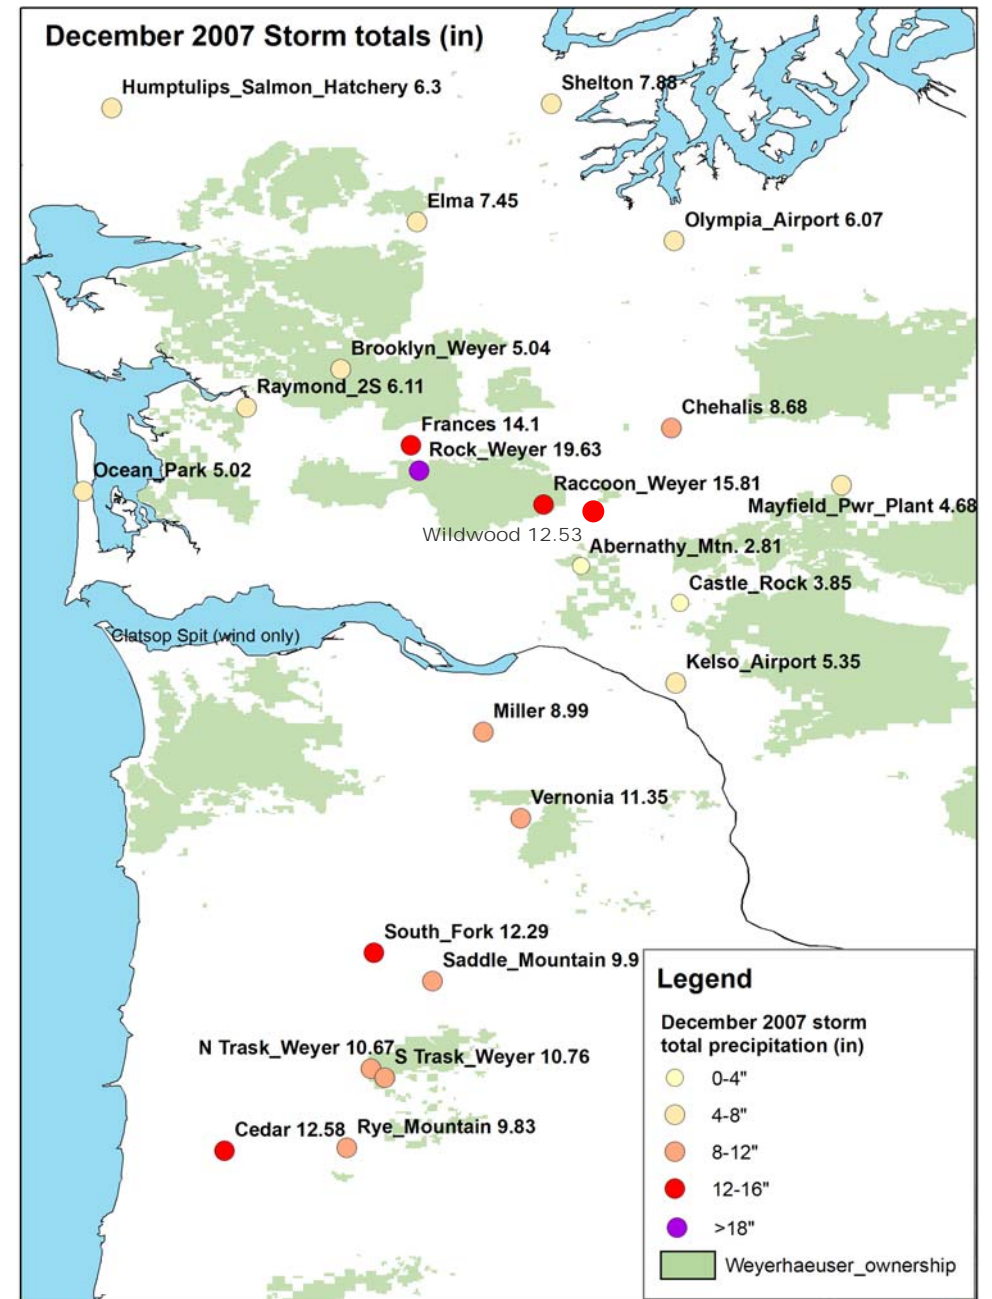 December 2007 Storm totals (in)
Humptulips_Salmon_Hatchery 6.3
Shelton 7.88
Elma 7.45
Olympia_Airport 6.07
Brooklyn_Weyer 5.04
Raymond_2S 6.11
Chehalis 8.68
Frances 14.1
Rock_Weyer 19.63
Ocean_Park 5.02
Raccoon_Weyer 15.81
Mayfield_Pwr_Plant 4.68
Wildwood 12.53
Abernathy_Mtn. 2.81
Castle_Rock 3.85
Clatsop Spit (wind only)
Kelso_Airport 5.35
Miller 8.99
Vernonia 11.35
South_Fork 12.29
Saddle_Mountain 9.9
N Trask_Weyer 10.67
S Trask_Weyer 10.76
Cedar 12.58
Rye_Mountain 9.83
Legend
December 2007 storm
total precipitation (in)
0-4"
4-8"
8-12"
12-16"
>18"
Weyerhaeuser_ownership